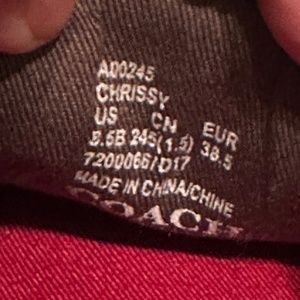 A00245
CHRISSY
US CN EUR
8.5B 245(1.5) 38.5
7200066/D17
MADE IN CHINA/CHINE
COACH